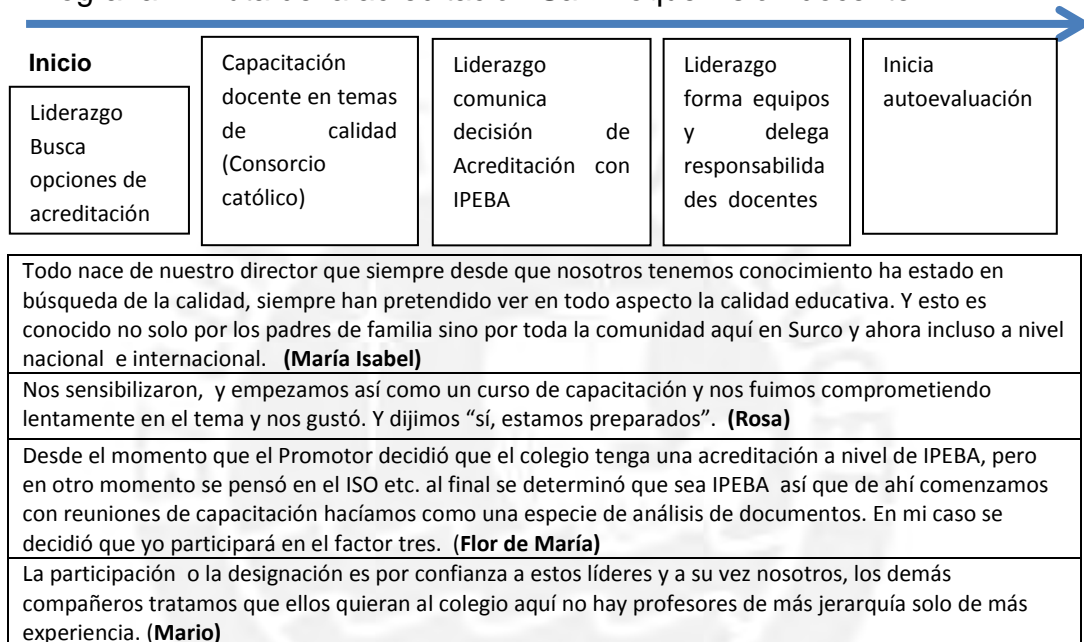 Inicio
Liderazgo
Busca
opciones de
acreditación
Capacitación
docente en temas
de calidad
(Consorcio
católico)
Liderazgo
comunica
decisión de
Acreditación con
IPEBA
Liderazgo
forma equipos
y delega
responsabilida
des docentes
Inicia
autoevaluación
Todo nace de nuestro director que siempre desde que nosotros tenemos conocimiento ha estado en
búsqueda de la calidad, siempre han pretendido ver en todo aspecto la calidad educativa. Y esto es
conocido no solo por los padres de familia sino por toda la comunidad aquí en Surco y ahora incluso a nivel
nacional e internacional. (María Isabel)
Nos sensibilizaron, y empezamos así como un curso de capacitación y nos fuimos comprometiendo
lentamente en el tema y nos gustó. Y dijimos “sí, estamos preparados”. (Rosa)
Desde el momento que el Promotor decidió que el colegio tenga una acreditación a nivel de IPEBA, pero
en otro momento se pensó en el ISO etc. al final se determinó que sea IPEBA así que de ahí comenzamos
con reuniones de capacitación hacíamos como una especie de análisis de documentos. En mi caso se
decidió que yo participará en el factor tres. (Flor de María)
La participación o la designación es por confianza a estos líderes y a su vez nosotros, los demás
compañeros tratamos que ellos quieran al colegio aquí no hay profesores de más jerarquía solo de más
experiencia. (Mario)